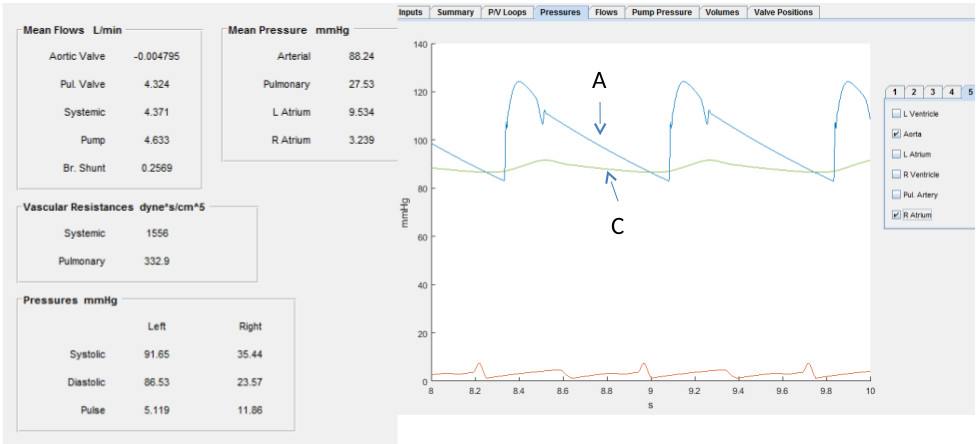 Inputs Summary P/V Loops Pressures Flows Pump Pressure Volumes Valve Positions
Mean Flows L/min
Aortic Valve -0.004795
Pul. Valve 4.324
Systemic 4.371
Pump 4.633
Br. Shunt 0.2569
Mean Pressure mmHg
Arterial 88.24
Pulmonary 27.53
L Atrium 9.534
R Atrium 3.239
Vascular Resistances dyne*s/cm^5
Systemic 1556
Pulmonary 332.9
Pressures mmHg
Left Right
Systolic 91.65 35.44
Diastolic 86.53 23.57
Pulse 5.119 11.86
140
120
100
80
60
40
20
0
mmHg
A
C
8 8.2 8.4 8.6 8.8 9 9.2 9.4 9.6 9.8 10
s
1 2 3 4 5
L Ventricle
Aorta
L Atrium
R Ventricle
Pul. Artery
R Atrium